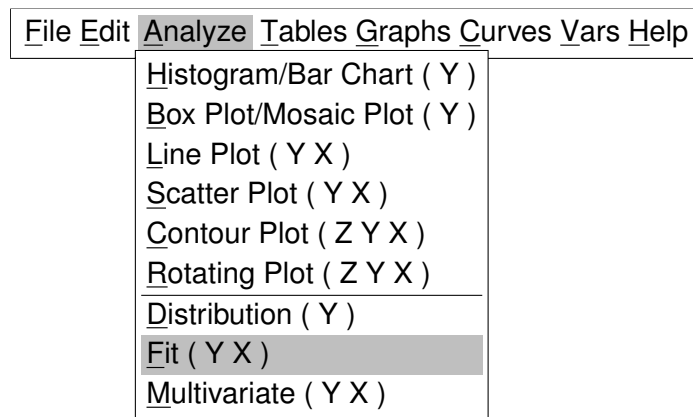 File Edit Analyze Tables Graphs Curves Vars Help
Histogram/Bar Chart ( Y )
Box Plot/Mosaic Plot ( Y )
Line Plot ( Y X )
Scatter Plot ( Y X )
Contour Plot ( Z Y X )
Rotating Plot ( Z Y X )
Distribution ( Y )
Fit ( Y X )
Multivariate ( Y X )